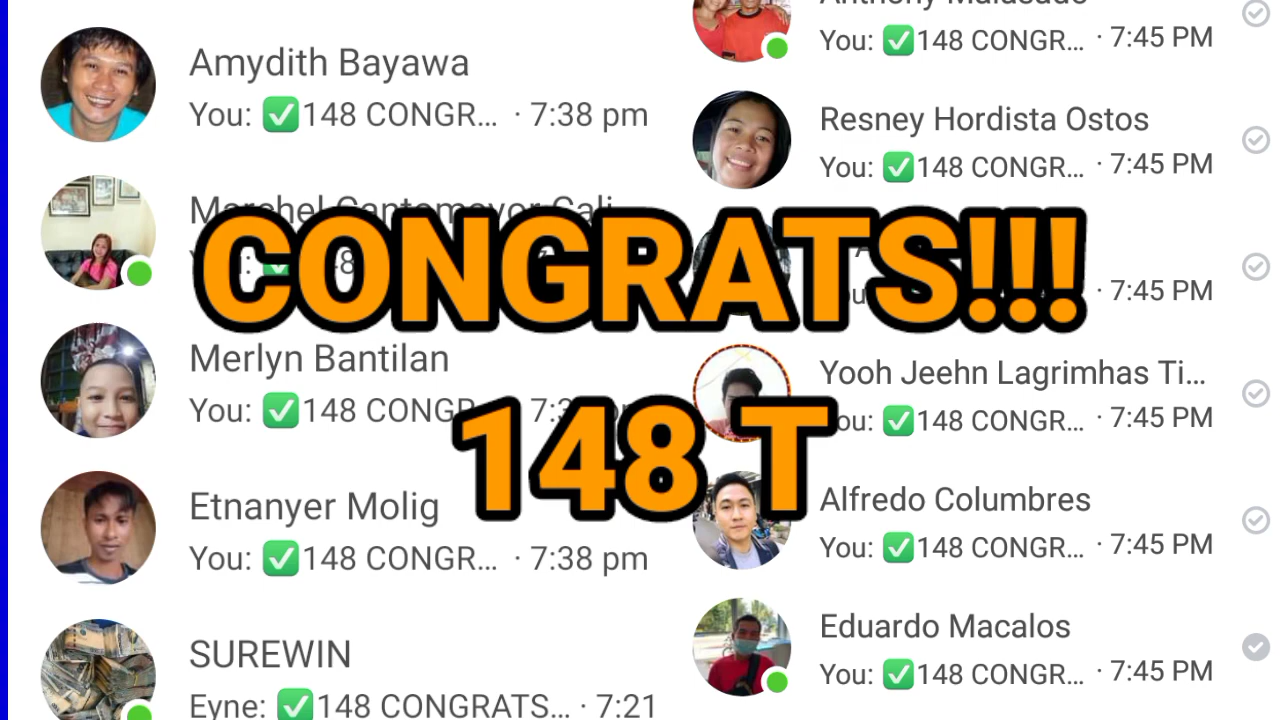 Amydith Bayawa
You: ✅148 CONGR... · 7:38 pm
Merlyn Bantilan
You: ✅148 CONGR
Etnanyer Molig
You: ✅148 CONGR... · 7:38 pm
SUREWIN
Eyne: ✅148 CONGRATS... · 7:21
CONGRATS!!!
148 T
You: ✅148 CONGR... · 7:45 PM
Resney Hordista Ostos
You: ✅148 CONGR... · 7:45 PM
· 7:45 PM
Yooh Jeehn Lagrimhas Ti...
You: ✅148 CONGR... · 7:45 PM
Alfredo Columbres
You: ✅148 CONGR... · 7:45 PM
Eduardo Macalos
You: ✅148 CONGR... · 7:45 PM